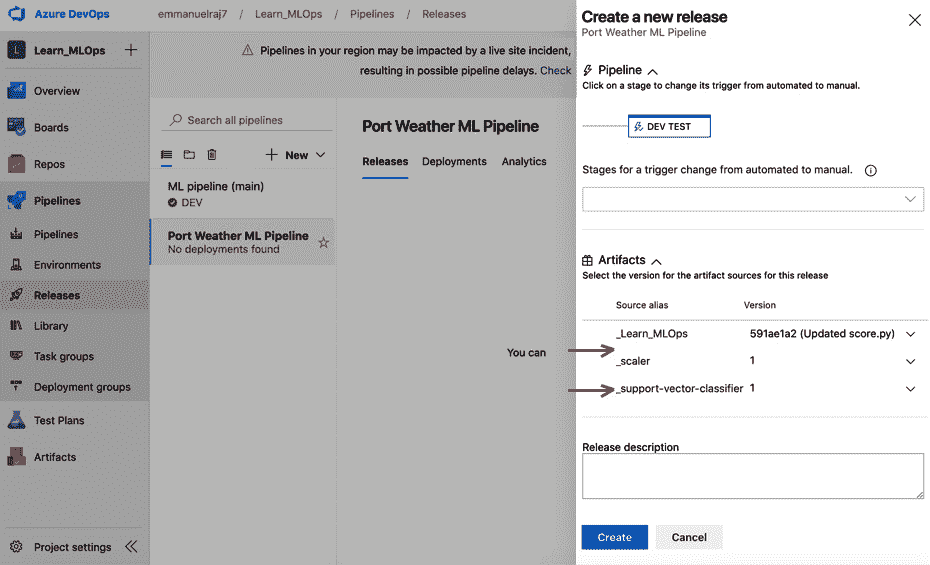 Azure DevOps
emmanuelraj7 / Learn_MLOps / Pipelines / Releases
L Learn_MLOps
Overview
Boards
Repos
Pipelines
Pipelines
Environments
Releases
Library
Task groups
Deployment groups
Test Plans
Artifacts
Project settings
Pipelines in your region may be impacted by a live site incident,
resulting in possible pipeline delays. Check
Search all pipelines
New
ML pipeline (main)
DEV
Port Weather ML Pipeline
No deployments found
Port Weather ML Pipeline
Releases Deployments Analytics
You can
Create a new release
Port Weather ML Pipeline
Pipeline
Click on a stage to change its trigger from automated to manual.
DEV TEST
Stages for a trigger change from automated to manual.
Artifacts
Select the version for the artifact sources for this release
Source alias Version
_Learn_MLOps 591ae1a2 (Updated score.py)
_scaler 1
_support-vector-classifier 1
Release description
Create Cancel